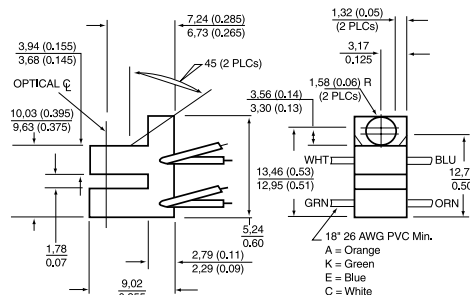 7,24 (0.285)
6,73 (0.265)
1,32 (0.05)
(2 PLCs)
3,94 (0.155)
3,68 (0.145)
45 (2 PLCs)
3,17
0.125
OPTICAL ℄
1,58 (0.06) R
(2 PLCs)
3,56 (0.14)
3,30 (0.13)
10,03 (0.395)
9,63 (0.375)
WHT
BLU
13,46 (0.53)
12,95 (0.51)
12,7
0.50
GRN
ORN
5,24
0.60
18" 26 AWG PVC Min.
A = Orange
K = Green
E = Blue
C = White
1,78
0.07
2,79 (0.11)
2,29 (0.09)
9,02